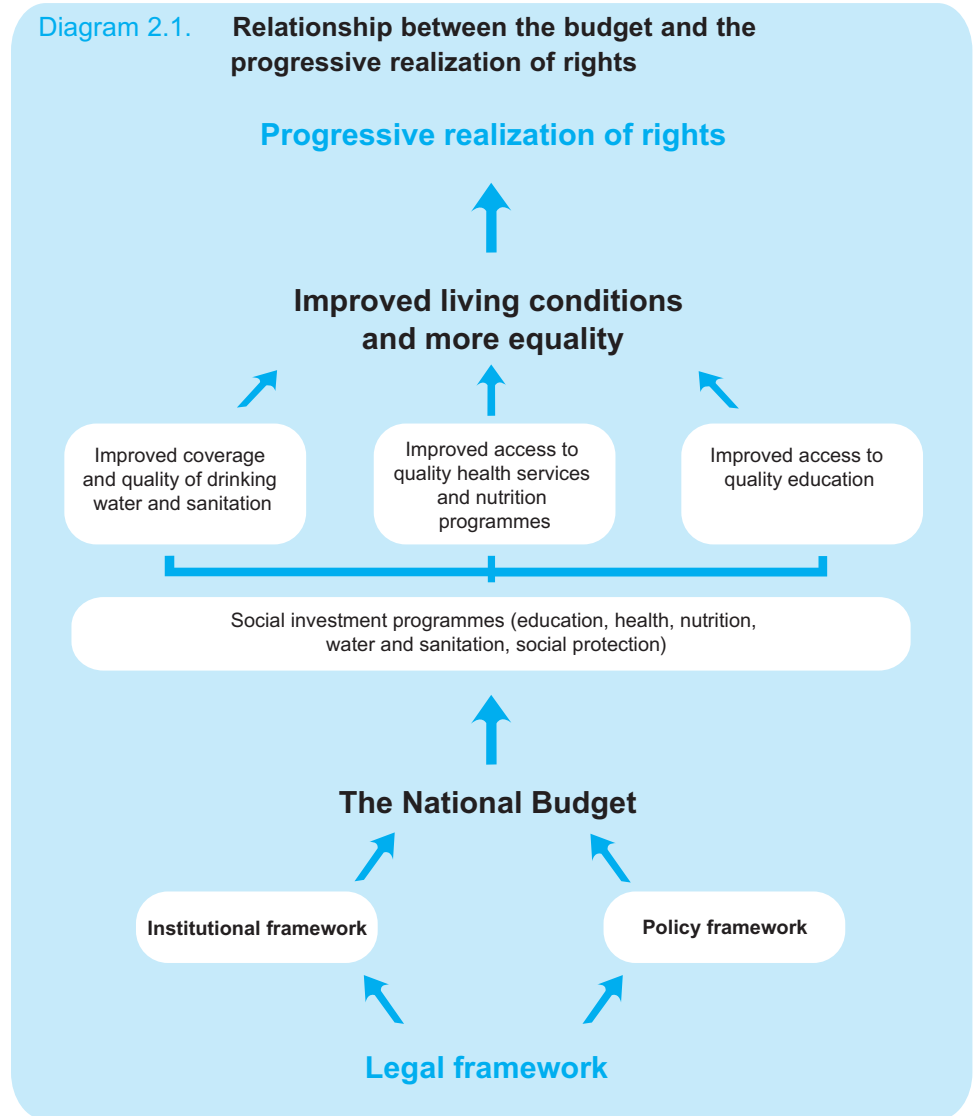 Diagram 2.1. Relationship between the budget and the
progressive realization of rights
Progressive realization of rights
Improved living conditions
and more equality
Improved coverage
and quality of drinking
water and sanitation
Improved access to
quality health services
and nutrition
programmes
Improved access to
quality education
Social investment programmes (education, health, nutrition,
water and sanitation, social protection)
The National Budget
Institutional framework
Policy framework
Legal framework